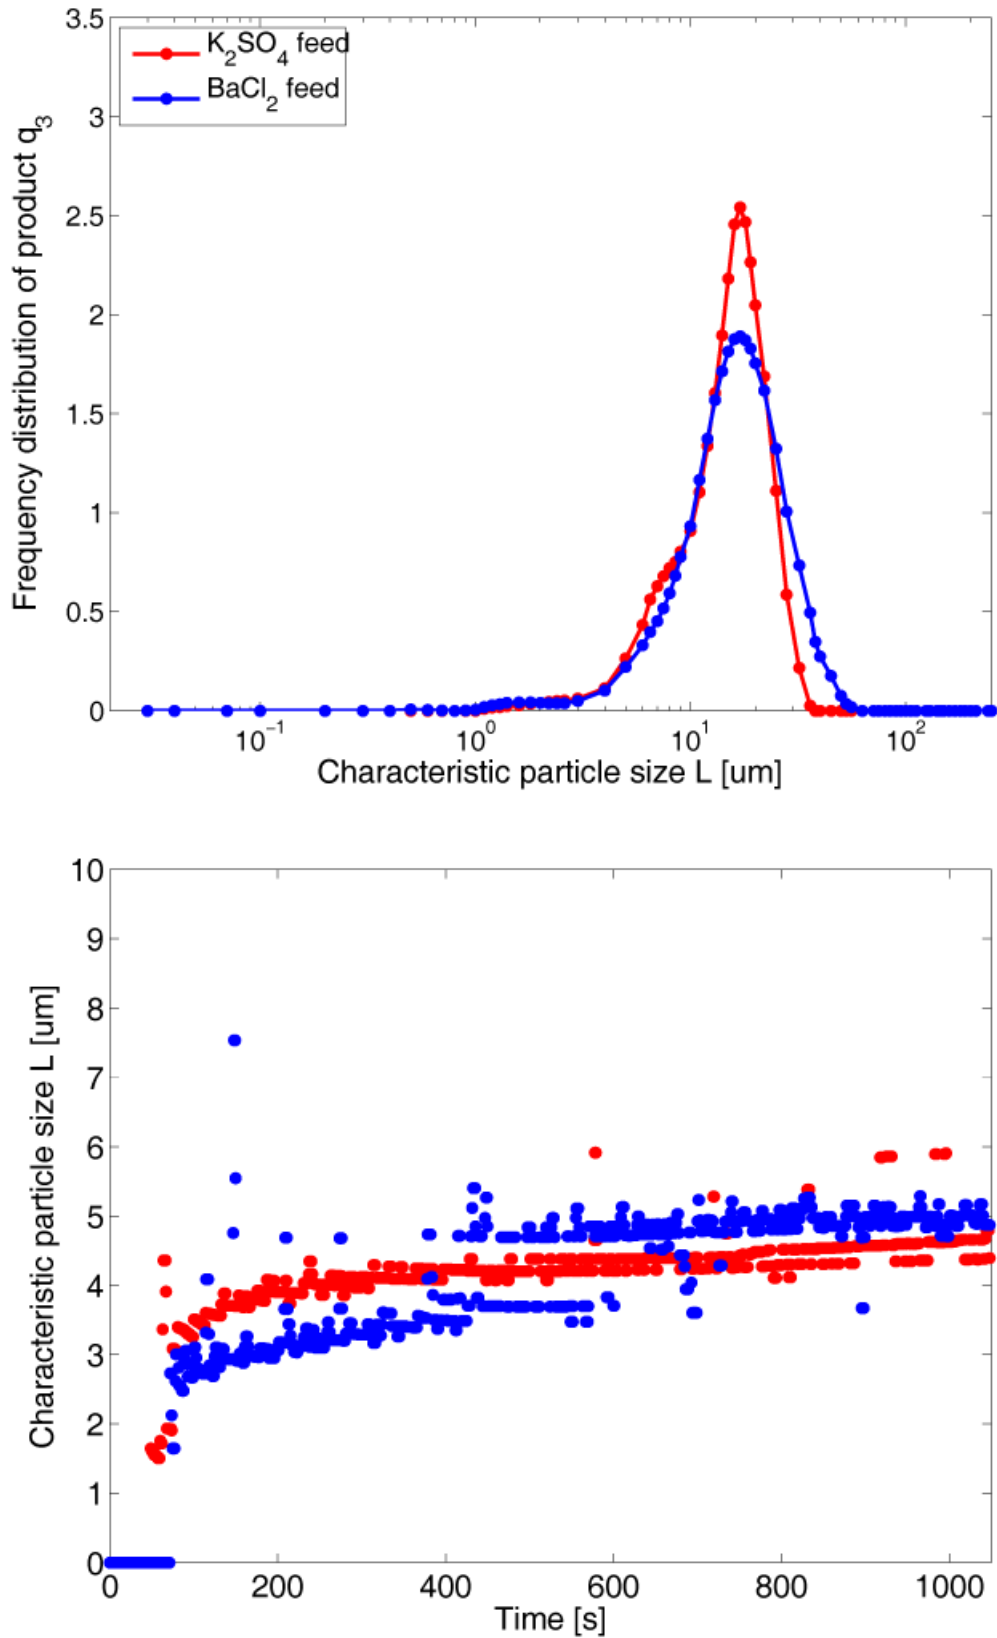 3.5
K₂SO₄ feed
BaCl₂ feed
3
2.5
2
1.5
1
0.5
0
Frequency distribution of product q₃
10⁻¹ 10⁰ 10¹ 10²
Characteristic particle size L [um]
10
9
8
7
6
5
4
3
2
1
0
Characteristic particle size L [um]
0 200 400 600 800 1000
Time [s]